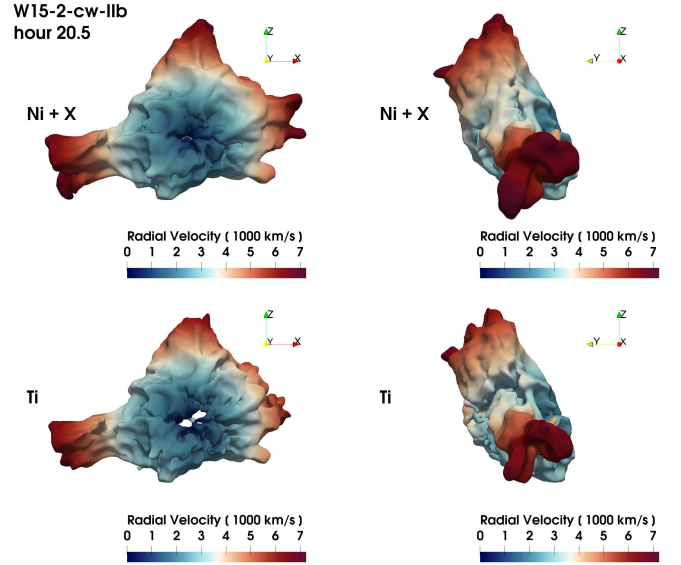 W15-2-cw-IIb
hour 20.5
Z
Y X
Z
Y X
Ni + X
Ni + X
Radial Velocity ( 1000 km/s )
0 1 2 3 4 5 6 7
Radial Velocity ( 1000 km/s )
0 1 2 3 4 5 6 7
Z
Y X
Z
Y X
Ti
Ti
Radial Velocity ( 1000 km/s )
0 1 2 3 4 5 6 7
Radial Velocity ( 1000 km/s )
0 1 2 3 4 5 6 7